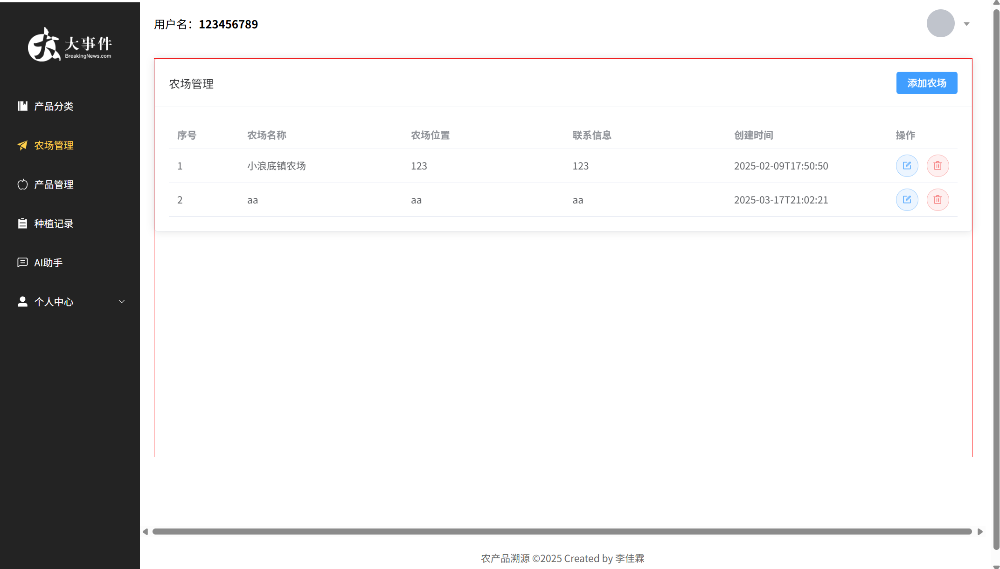 大事件
BreakingNews.com
产品分类
农场管理
产品管理
种植记录
AI助手
个人中心
用户名：123456789
农场管理 添加农场
序号 农场名称 农场位置 联系信息 创建时间 操作
1 小浪底镇农场 123 123 2025-02-09T17:50:50
2 aa aa aa 2025-03-17T21:02:21
农产品溯源 ©2025 Created by 李佳霖